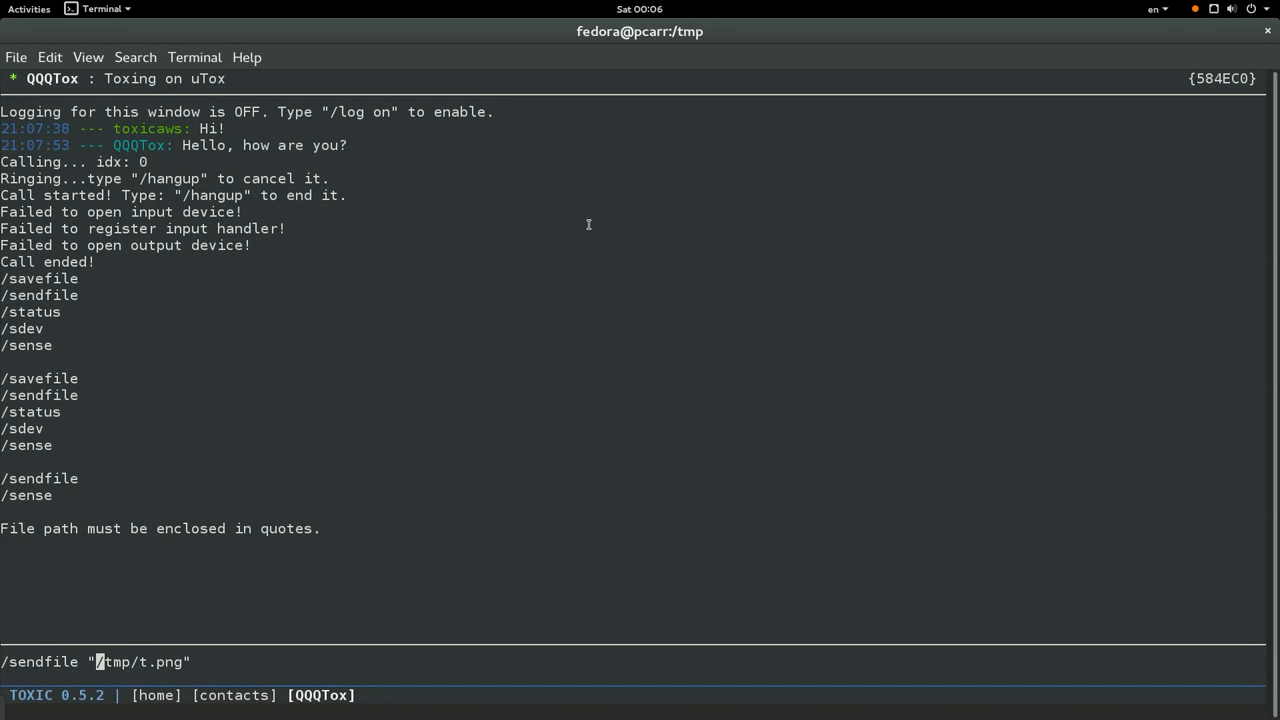 Activities Terminal Sat 00:06 en
fedora@pcarr:/tmp ×
File Edit View Search Terminal Help
* QQQTox : Toxing on uTox {584EC0}
Logging for this window is OFF. Type "/log on" to enable.
21:07:38 --- toxicaws: Hi!
21:07:53 --- QQQTox: Hello, how are you?
Calling... idx: 0
Ringing...type "/hangup" to cancel it.
Call started! Type: "/hangup" to end it.
Failed to open input device!
Failed to register input handler!
Failed to open output device!
Call ended!
/savefile
/sendfile
/status
/sdev
/sense
/savefile
/sendfile
/status
/sdev
/sense
/sendfile
/sense
File path must be enclosed in quotes.
/sendfile "/tmp/t.png"
TOXIC 0.5.2 | [home] [contacts] [QQQTox]